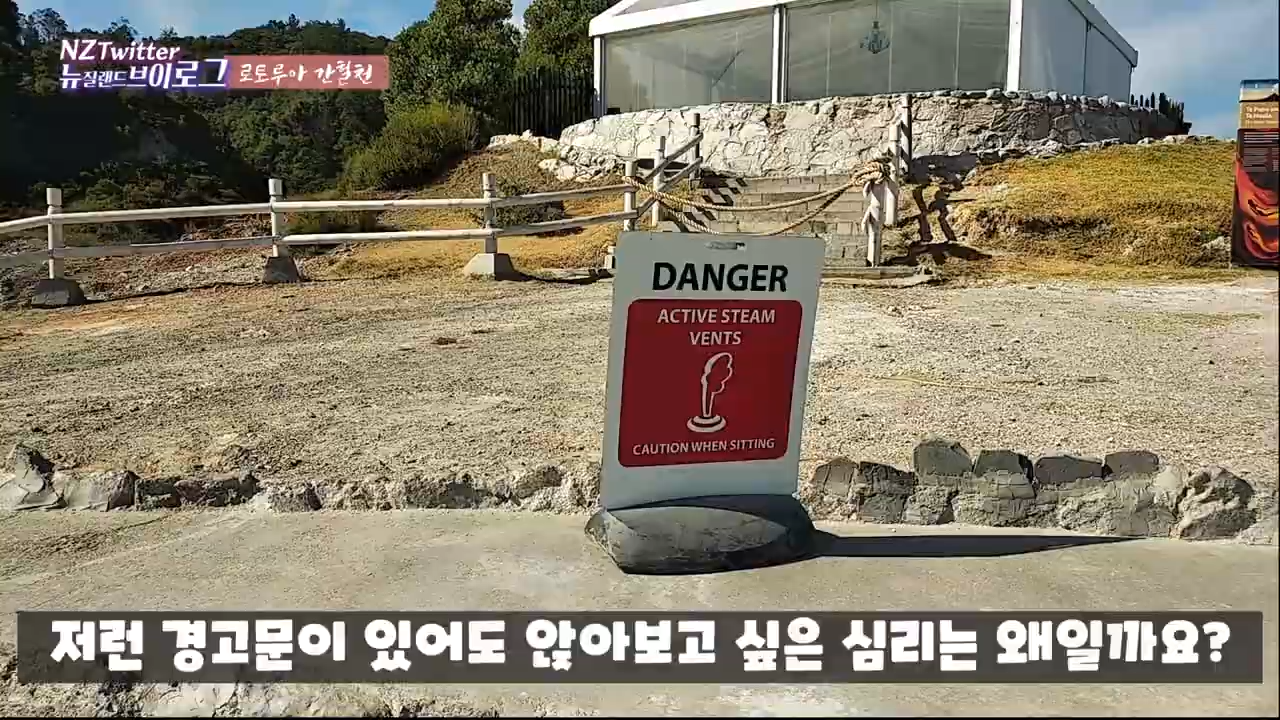 NZTwitter
뉴질랜드브이로그 로토루아 간헐천
DANGER
ACTIVE STEAM
VENTS
CAUTION WHEN SITTING
저런 경고문이 있어도 앉아보고 싶은 심리는 왜일까요?